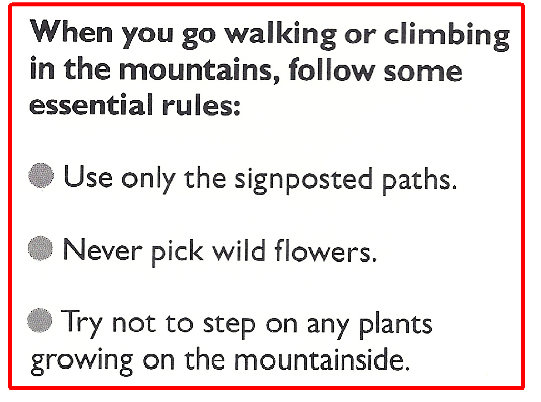 When you go walking or climbing
in the mountains, follow some
essential rules:
● Use only the signposted paths.
● Never pick wild flowers.
● Try not to step on any plants
growing on the mountainside.